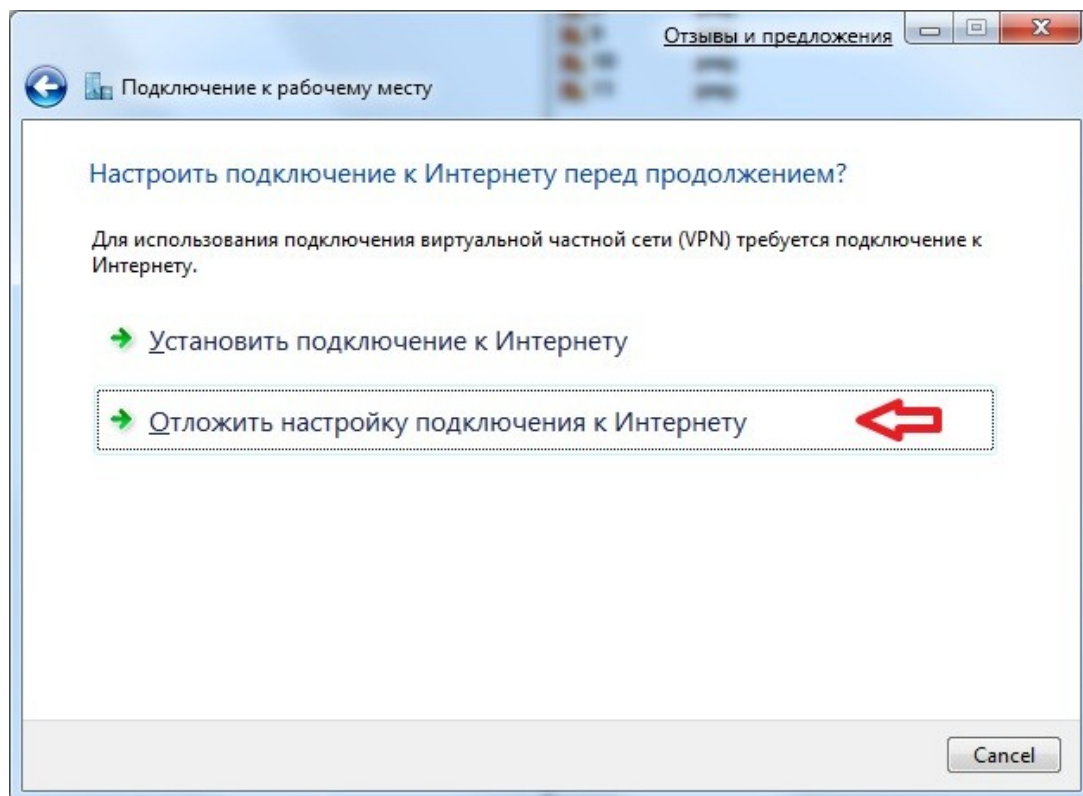 Отзывы и предложения
Подключение к рабочему месту
Настроить подключение к Интернету перед продолжением?
Для использования подключения виртуальной частной сети (VPN) требуется подключение к
Интернету.
Установить подключение к Интернету
Отложить настройку подключения к Интернету
Cancel